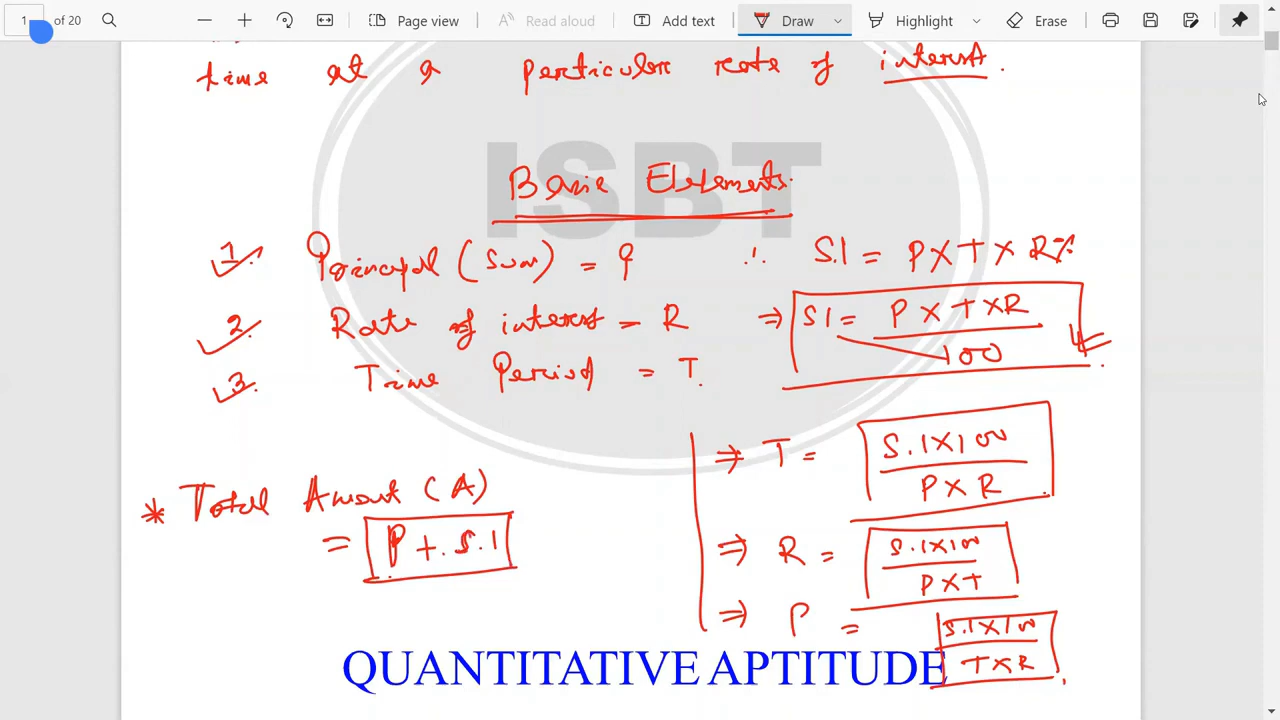 1 of 20 Page view Read aloud Add text Draw Highlight Erase
time at a perticular rate of interest.
ISBT
Basic Elements.
1. Principal (Sum) = P ∴ S.I = P X T X R%
2. Rate of interest = R ⇒ SI = P X T X R / 100
3. Time Period = T.
⇒ T = S.I X 100 / P X R
* Total Amount (A)
= P + S.I
⇒ R = S.I X 100 / P X T
⇒ P = S.I X 100 / T X R
QUANTITATIVE APTITUDE